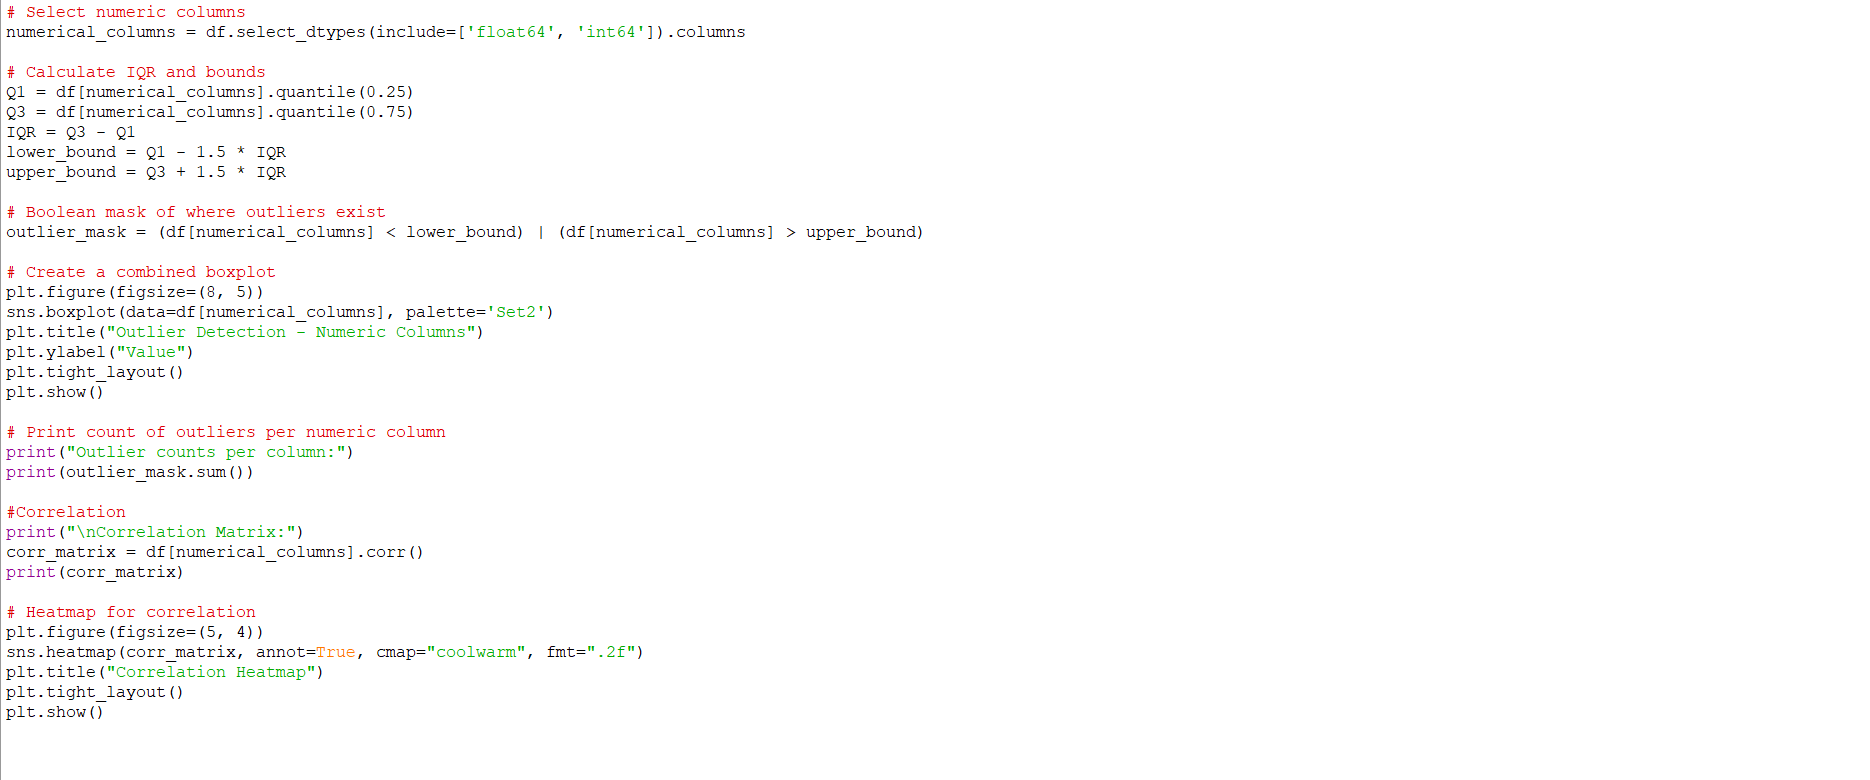 # Select numeric columns
numerical_columns = df.select_dtypes(include=['float64', 'int64']).columns
# Calculate IQR and bounds
Q1 = df[numerical_columns].quantile(0.25)
Q3 = df[numerical_columns].quantile(0.75)
IQR = Q3 - Q1
lower_bound = Q1 - 1.5 * IQR
upper_bound = Q3 + 1.5 * IQR
# Boolean mask of where outliers exist
outlier_mask = (df[numerical_columns] < lower_bound) | (df[numerical_columns] > upper_bound)
# Create a combined boxplot
plt.figure(figsize=(8, 5))
sns.boxplot(data=df[numerical_columns], palette='Set2')
plt.title("Outlier Detection - Numeric Columns")
plt.ylabel("Value")
plt.tight_layout()
plt.show()
# Print count of outliers per numeric column
print("Outlier counts per column:")
print(outlier_mask.sum())
#Correlation
print("\nCorrelation Matrix:")
corr_matrix = df[numerical_columns].corr()
print(corr_matrix)
# Heatmap for correlation
plt.figure(figsize=(5, 4))
sns.heatmap(corr_matrix, annot=True, cmap="coolwarm", fmt=".2f")
plt.title("Correlation Heatmap")
plt.tight_layout()
plt.show()